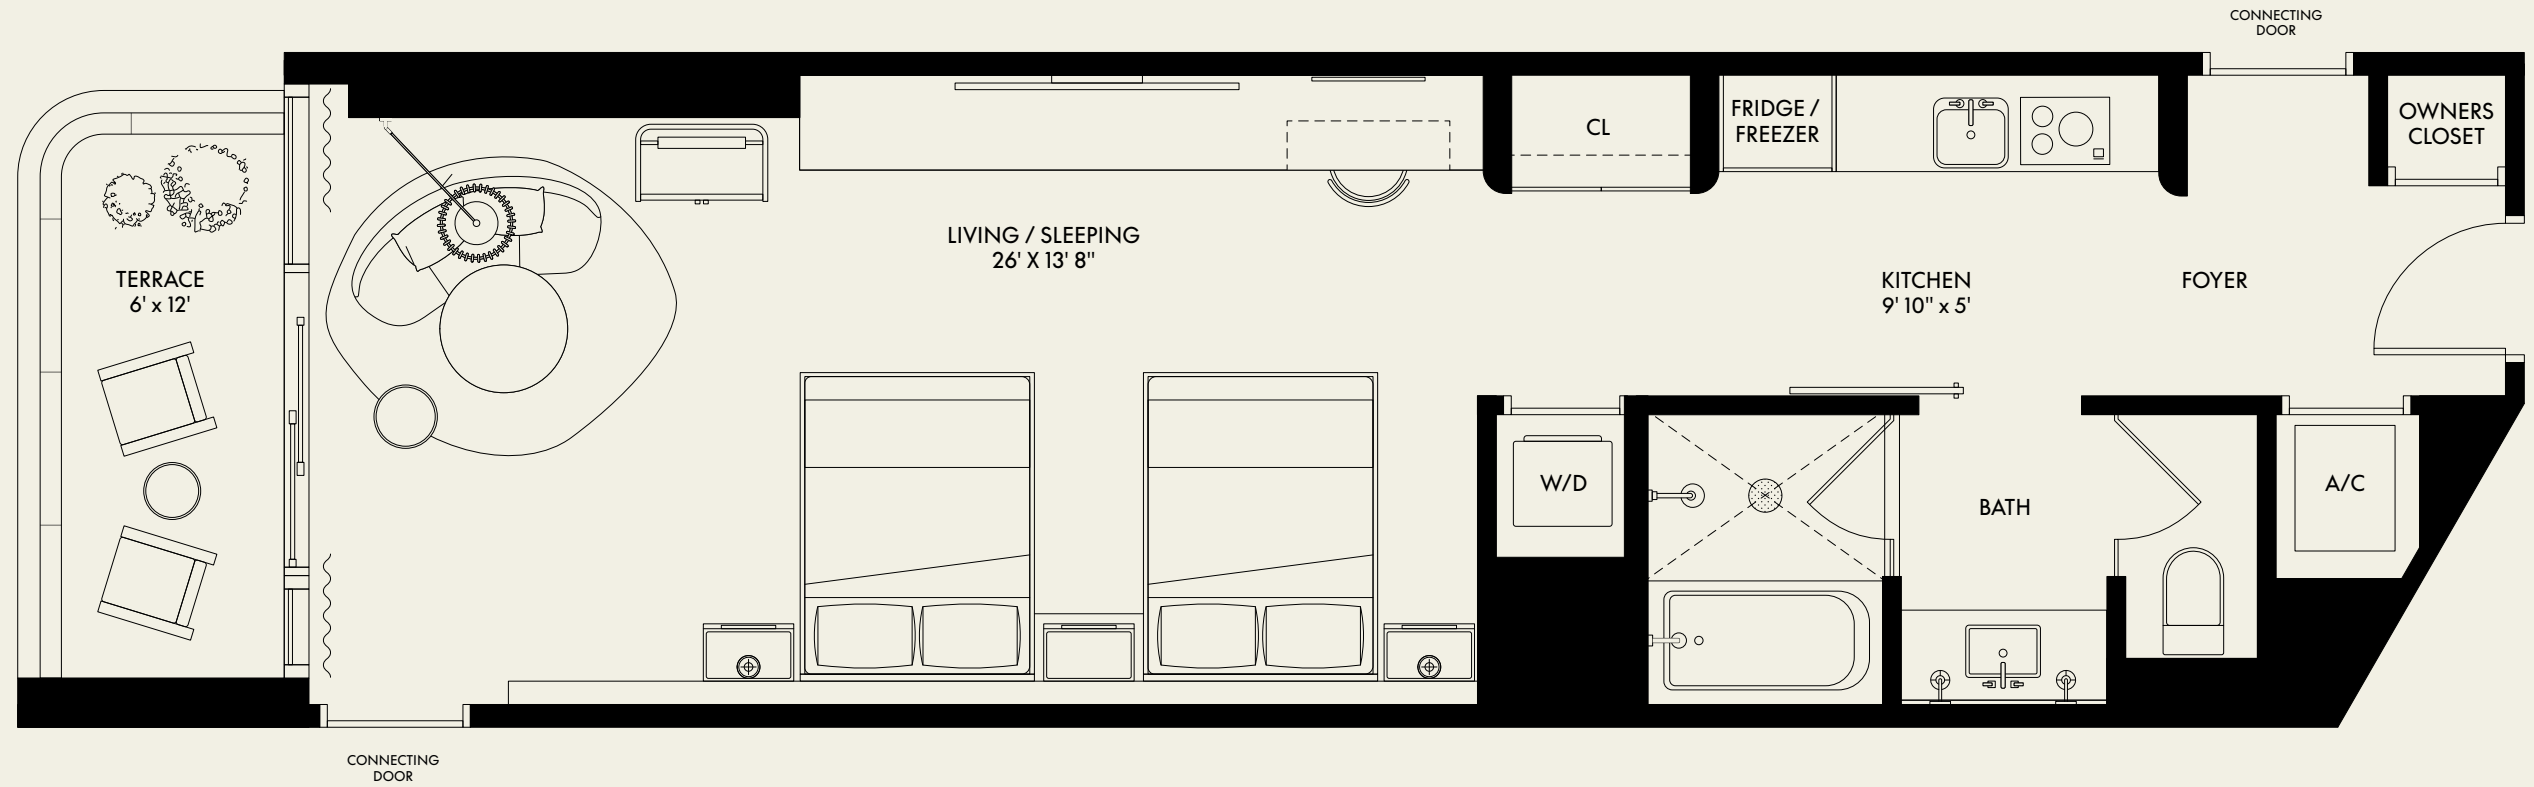 CONNECTING
DOOR
FRIDGE /
FREEZER
CL
OWNERS
CLOSET
LIVING / SLEEPING
26' X 13' 8"
TERRACE
6' x 12'
KITCHEN
9' 10" x 5'
FOYER
W/D
BATH
A/C
CONNECTING
DOOR